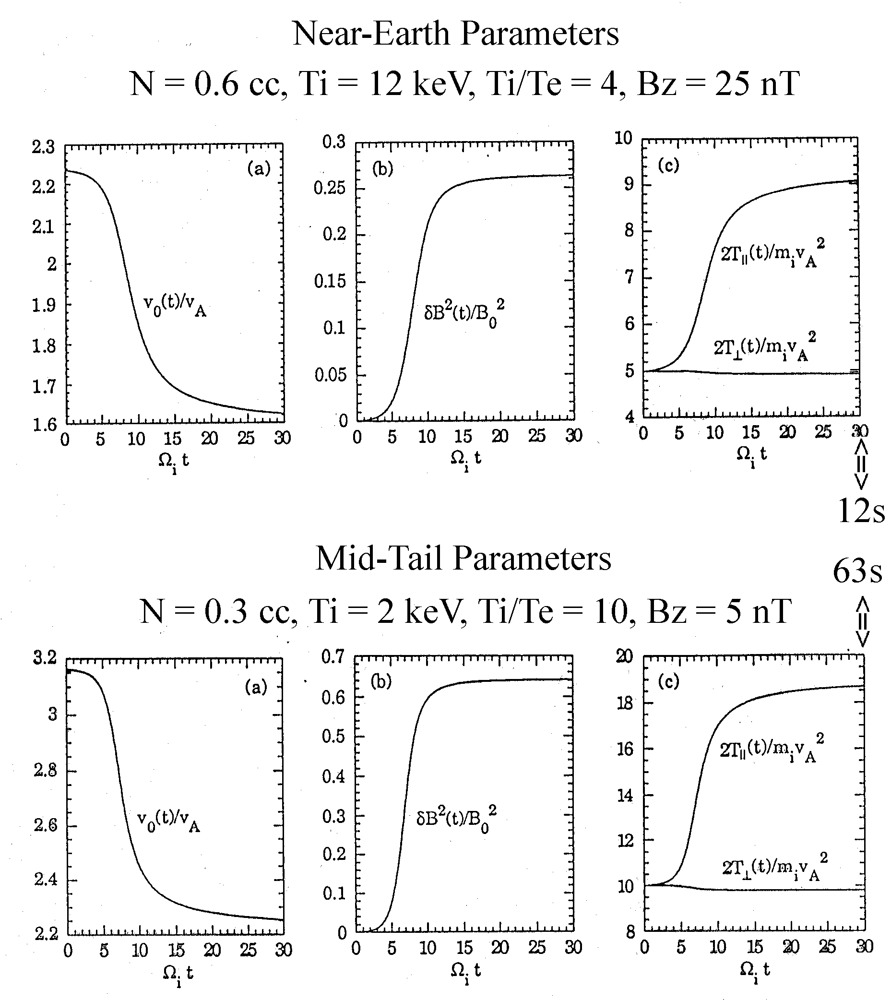 Near-Earth Parameters
N = 0.6 cc, Ti = 12 keV, Ti/Te = 4, Bz = 25 nT
2.3
2.2
2.1
2
1.9
1.8
1.7
1.6
(a)
v₀(t)/v_A
0 5 10 15 20 25 30
Ωᵢ t
0.3
0.25
0.2
0.15
0.1
0.05
0
(b)
δB²(t)/B₀²
0 5 10 15 20 25 30
Ωᵢ t
10
9
8
7
6
5
4
(c)
2T∥(t)/mᵢv_A²
2T⊥(t)/mᵢv_A²
0 5 10 15 20 25 30
Ωᵢ t
12s
Mid-Tail Parameters
63s
N = 0.3 cc, Ti = 2 keV, Ti/Te = 10, Bz = 5 nT
3.2
3
2.8
2.6
2.4
2.2
(a)
v₀(t)/v_A
0 5 10 15 20 25 30
Ωᵢ t
0.7
0.6
0.5
0.4
0.3
0.2
0.1
0
(b)
δB²(t)/B₀²
0 5 10 15 20 25 30
Ωᵢ t
20
18
16
14
12
10
8
(c)
2T∥(t)/mᵢv_A²
2T⊥(t)/mᵢv_A²
0 5 10 15 20 25 30
Ωᵢ t